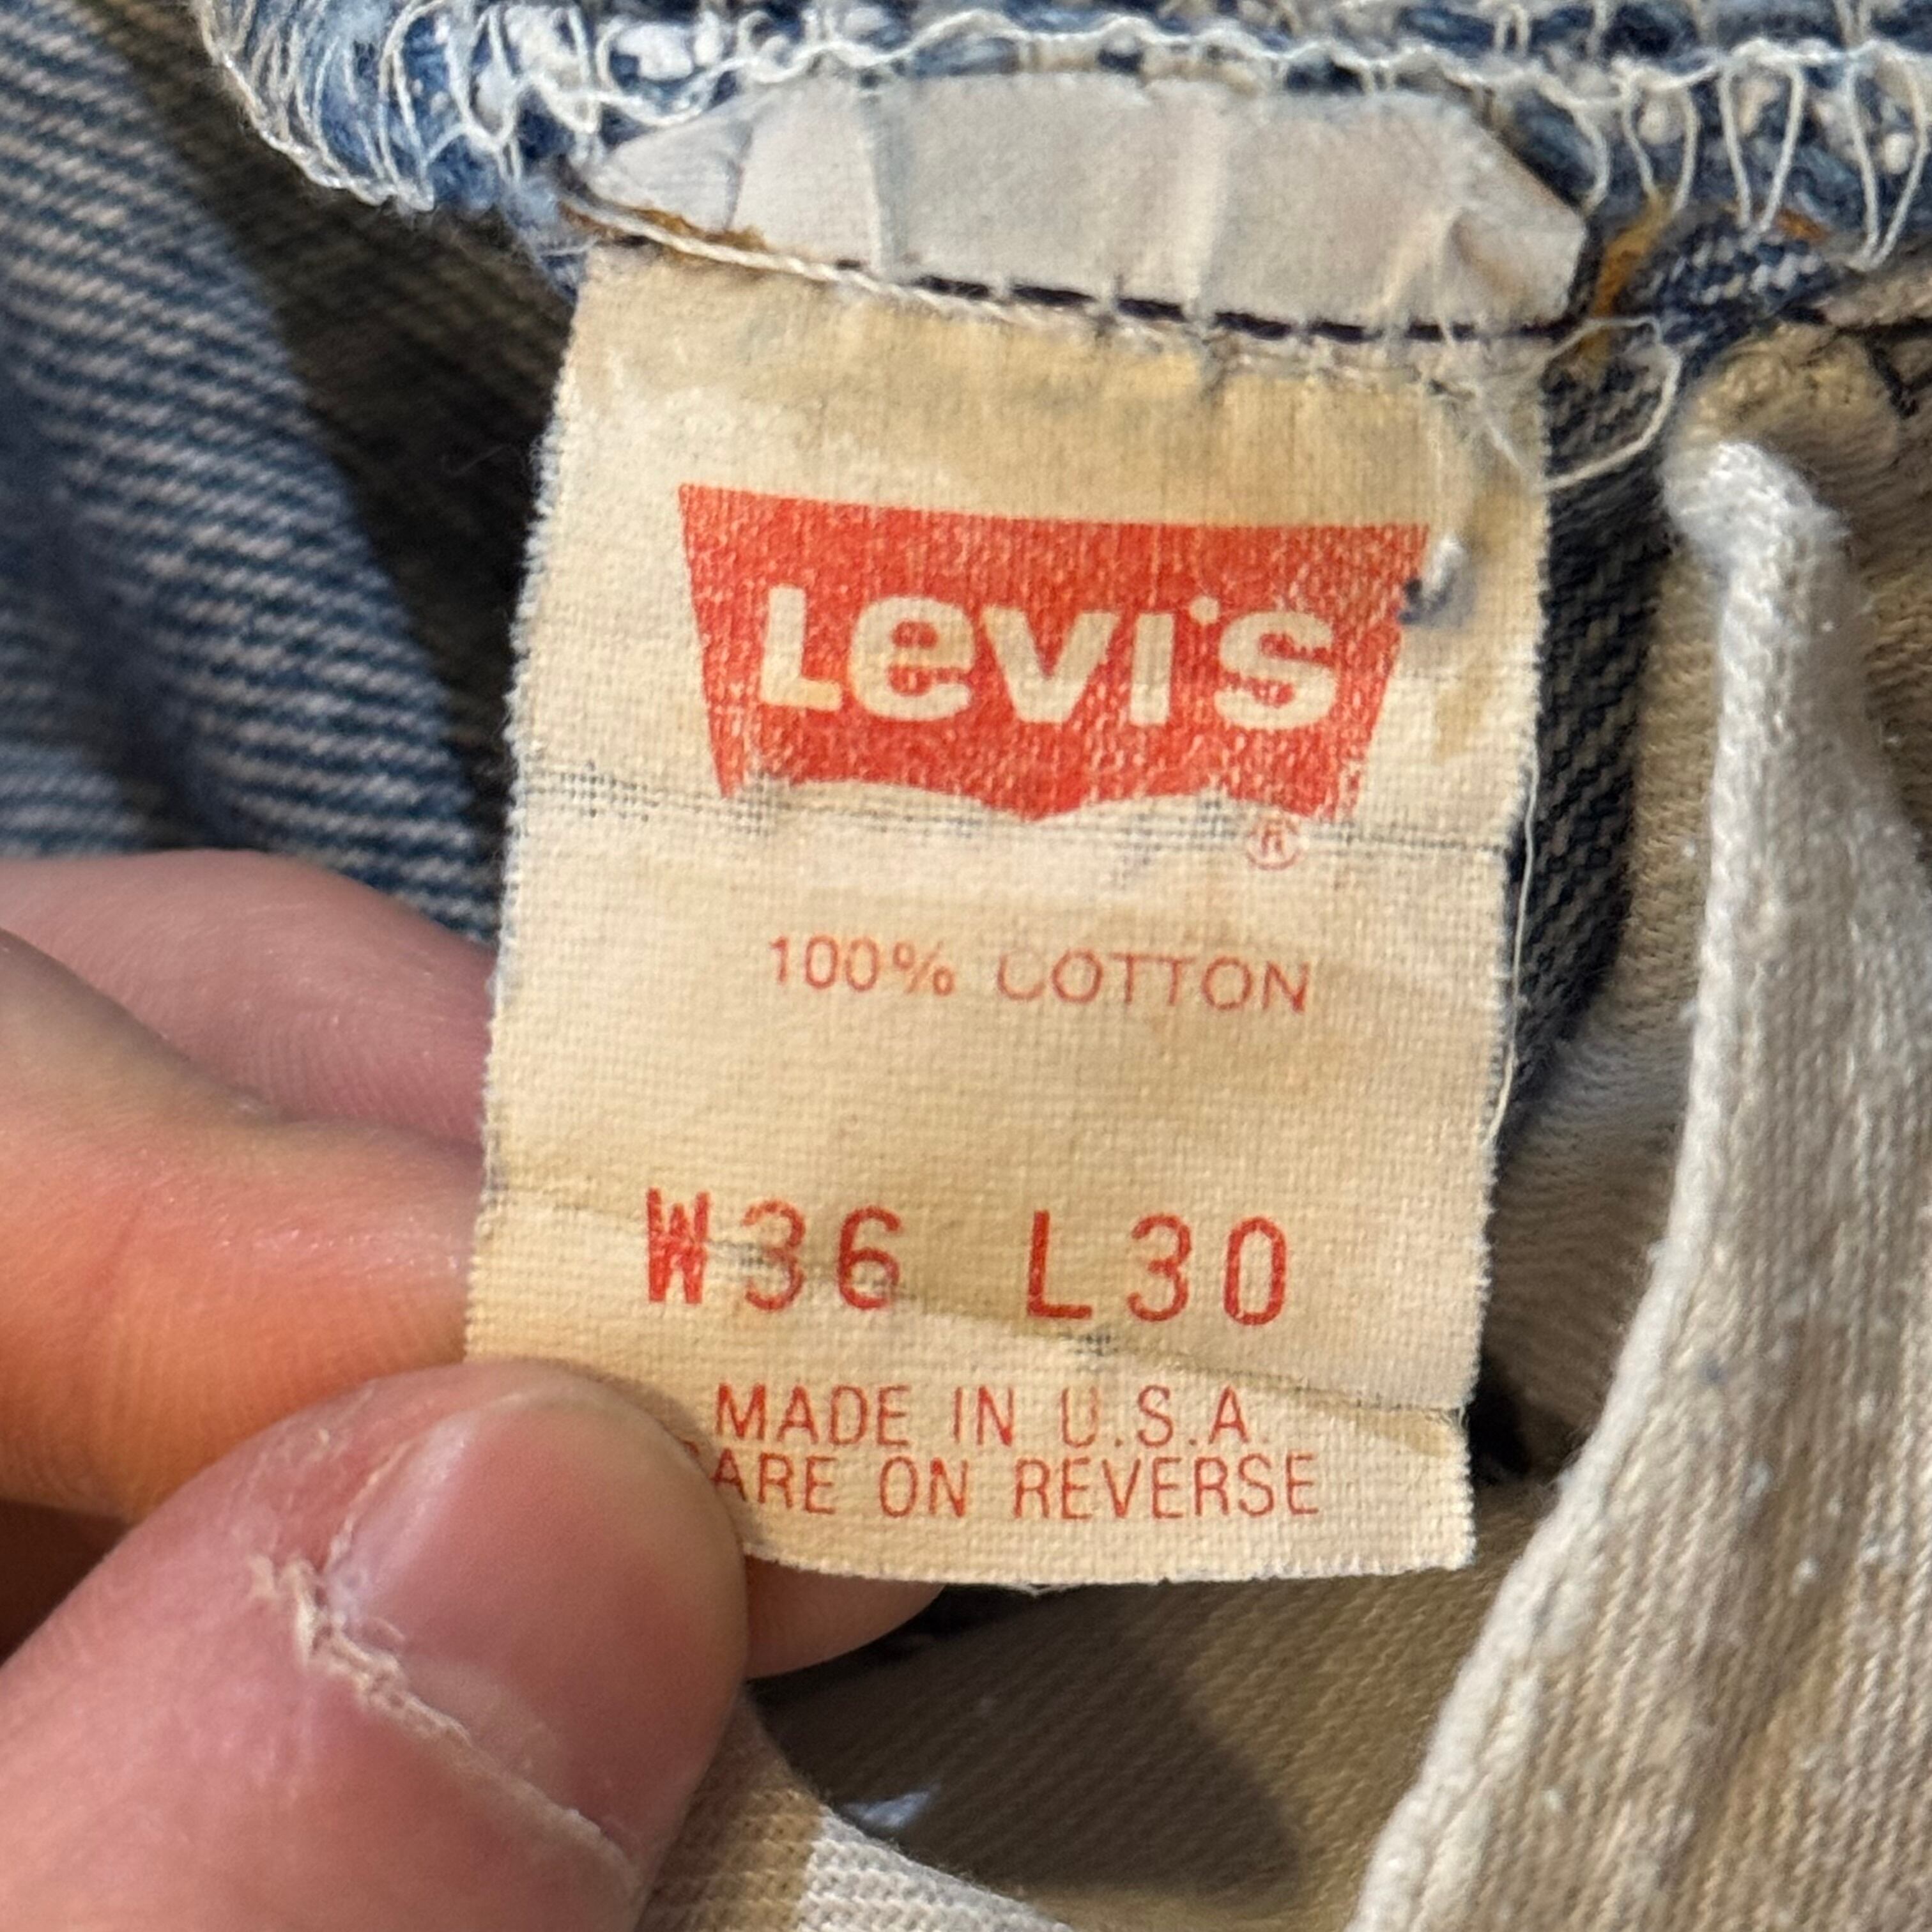 Levi's
®
100% COTTON
W36 L30
MADE IN U.S.A.
ARE ON REVERSE